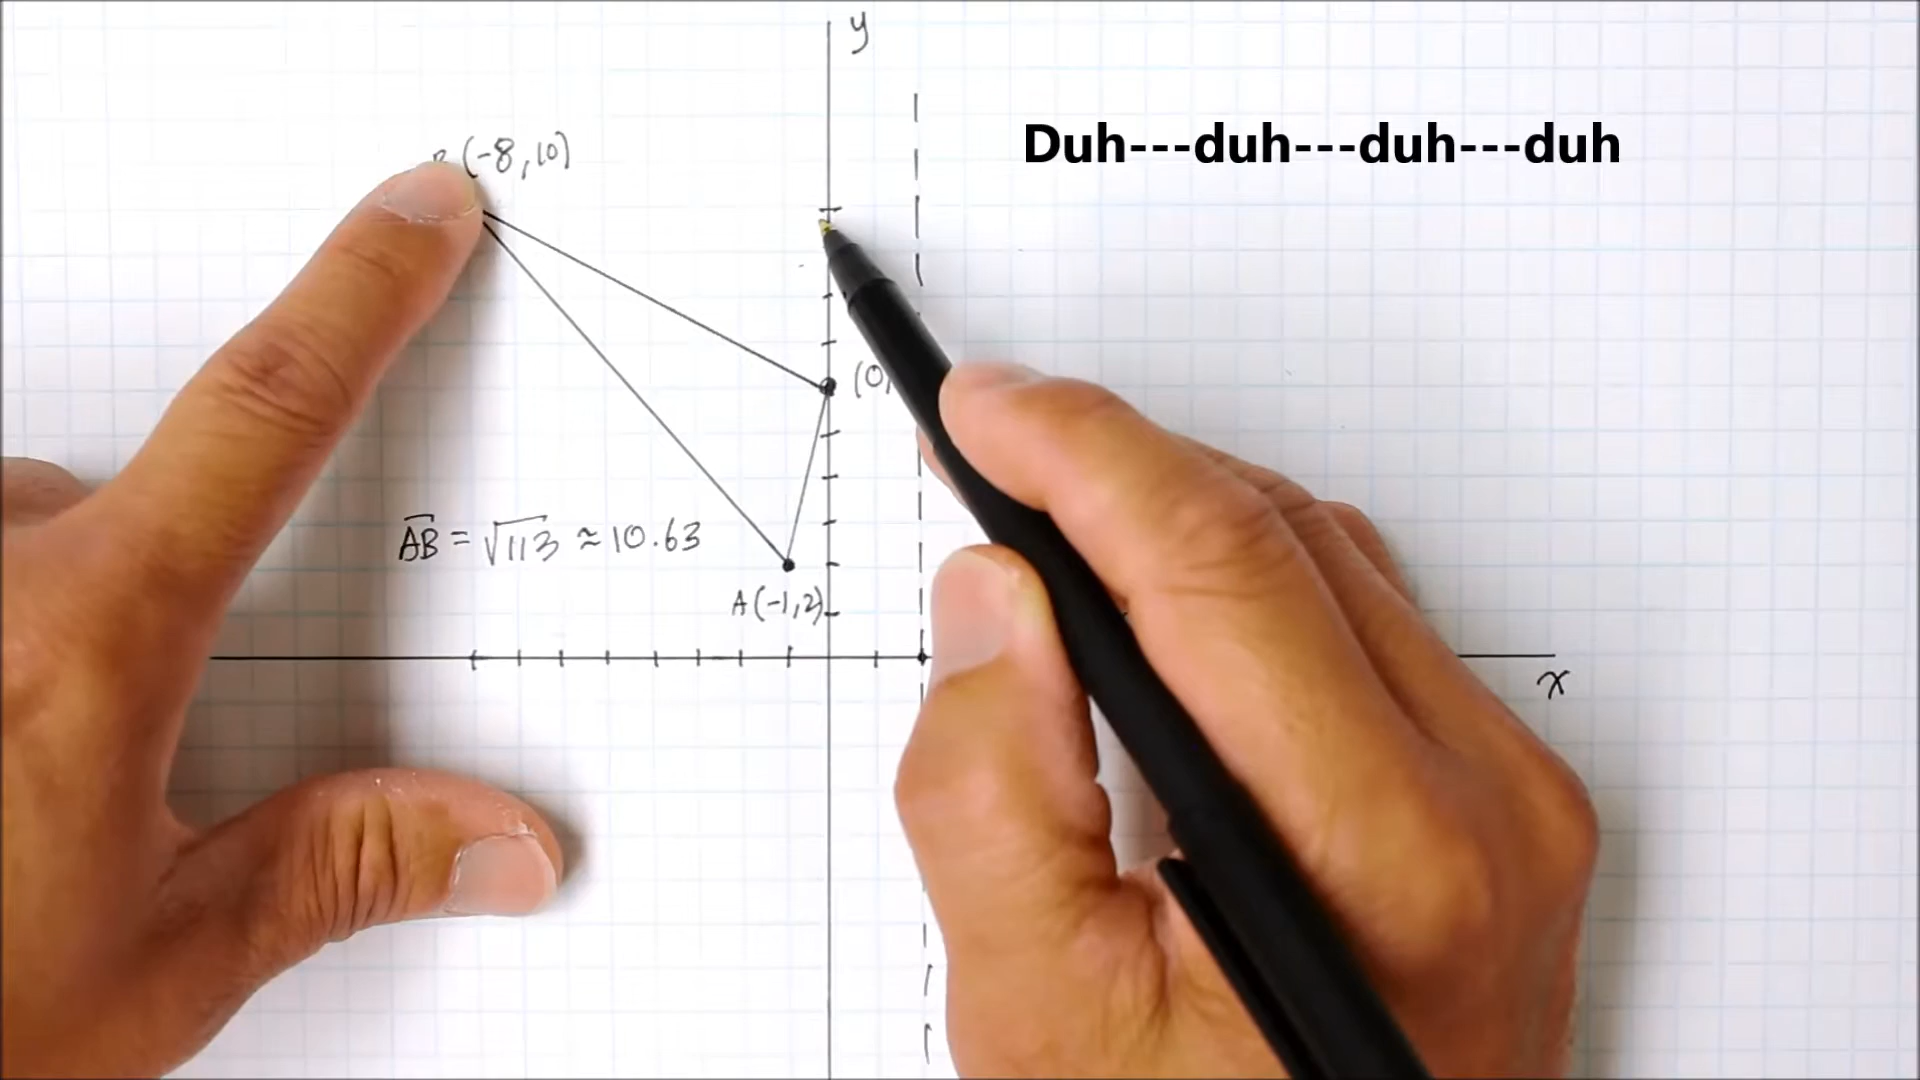 y
Duh---duh---duh---duh
(-8,10)
(0,
AB = √113 ≈ 10.63
A(-1,2)
x